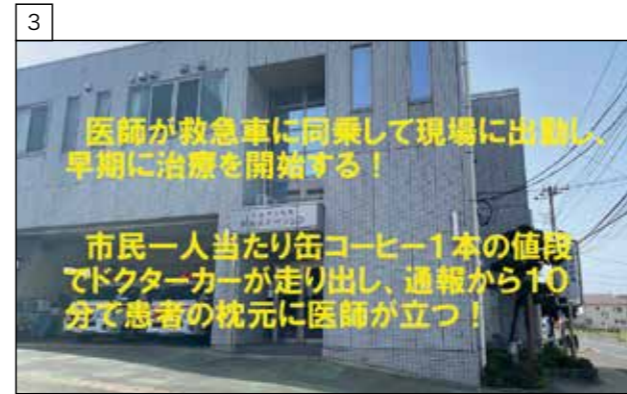 3
医師が救急車に同乗して現場に出動し、
早期に治療を開始する！
市民一人当たり缶コーヒー1本の値段
でドクターカーが走り出し、通報から10
分で患者の枕元に医師が立つ！